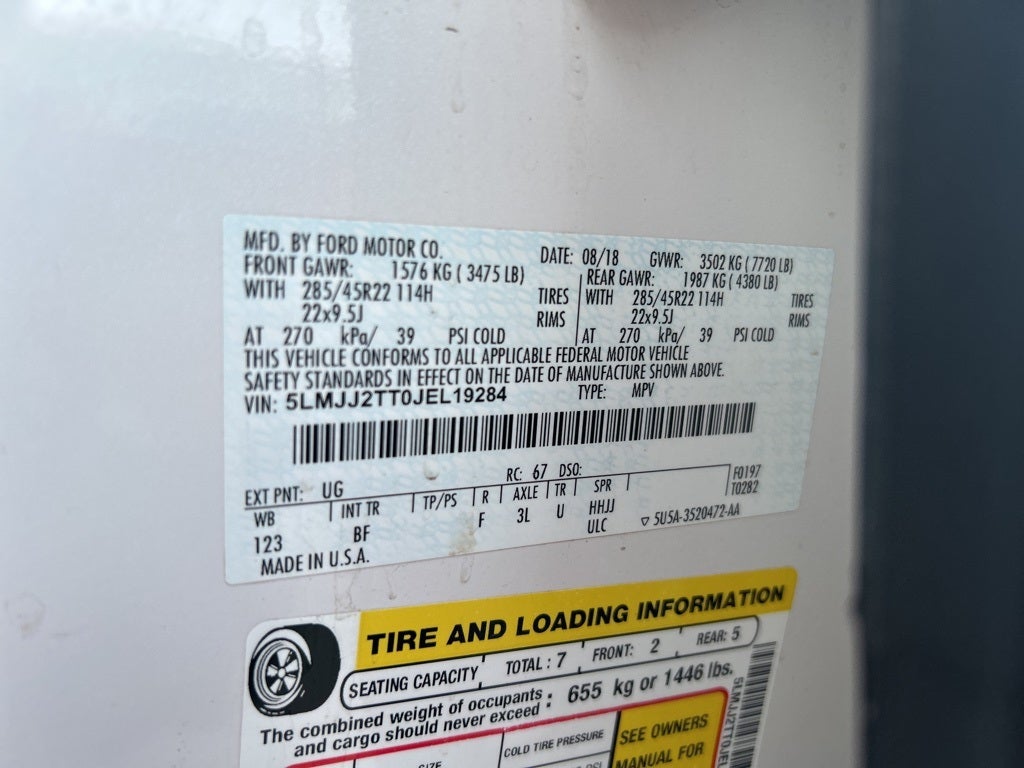 MFD. BY FORD MOTOR CO. DATE: 08/18 GVWR: 3502 KG ( 7720 LB)
FRONT GAWR: 1576 KG ( 3475 LB) REAR GAWR: 1987 KG ( 4380 LB)
WITH 285/45R22 114H TIRES WITH 285/45R22 114H TIRES
22x9.5J RIMS 22x9.5J RIMS
AT 270 kPa/ 39 PSI COLD AT 270 kPa/ 39 PSI COLD
THIS VEHICLE CONFORMS TO ALL APPLICABLE FEDERAL MOTOR VEHICLE
SAFETY STANDARDS IN EFFECT ON THE DATE OF MANUFACTURE SHOWN ABOVE.
VIN: 5LMJJ2TT0JEL19284 TYPE: MPV
EXT PNT: UG RC: 67 DSO: F0197
WB INT TR TP/PS R AXLE TR SPR T0282
123 BF F 3L U HHJJ
ULC ▽ 5U5A-3520472-AA
MADE IN U.S.A.
TIRE AND LOADING INFORMATION
SEATING CAPACITY TOTAL : 7 FRONT: 2 REAR: 5
The combined weight of occupants
and cargo should never exceed : 655 kg or 1446 lbs.
COLD TIRE PRESSURE
SEE OWNERS
MANUAL FOR
5LMJJ2TT0JEL